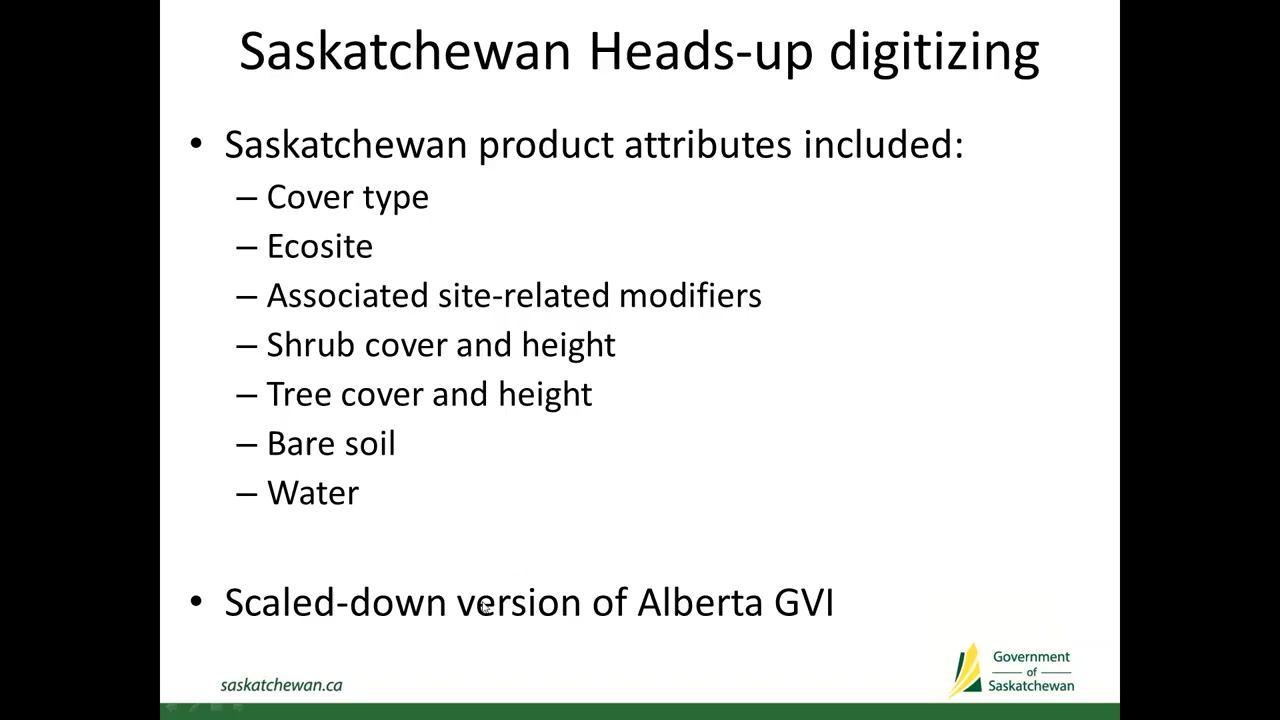 Saskatchewan Heads-up digitizing
• Saskatchewan product attributes included:
– Cover type
– Ecosite
– Associated site-related modifiers
– Shrub cover and height
– Tree cover and height
– Bare soil
– Water
• Scaled-down version of Alberta GVI
saskatchewan.ca
Government
of
Saskatchewan